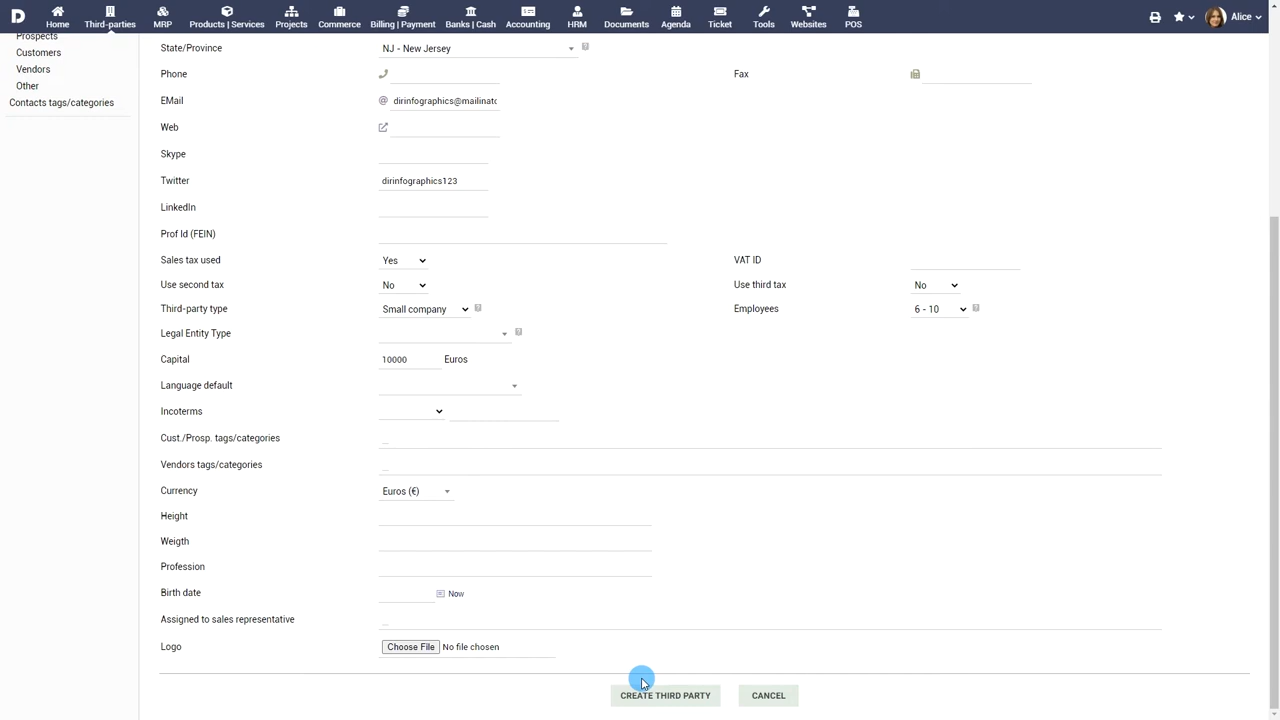 Home Third-parties MRP Products | Services Projects Commerce Billing | Payment Banks | Cash Accounting HRM Documents Agenda Ticket Tools Websites POS Alice
Prospects
Customers
Vendors
Other
Contacts tags/categories
State/Province NJ - New Jersey
Phone Fax
EMail @ dirinfographics@mailinatc
Web
Skype
Twitter dirinfographics123
LinkedIn
Prof Id (FEIN)
Sales tax used Yes VAT ID
Use second tax No Use third tax No
Third-party type Small company Employees 6 - 10
Legal Entity Type
Capital 10000 Euros
Language default
Incoterms
Cust./Prosp. tags/categories
Vendors tags/categories
Currency Euros (€)
Height
Weigth
Profession
Birth date Now
Assigned to sales representative
Logo Choose File No file chosen
CREATE THIRD PARTY CANCEL